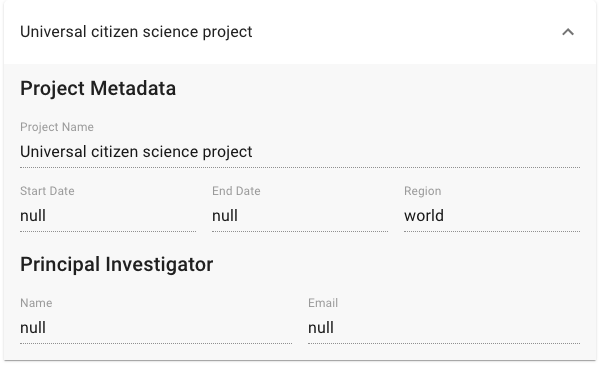 Universal citizen science project
Project Metadata
Project Name
Universal citizen science project
Start Date End Date Region
null null world
Principal Investigator
Name Email
null null